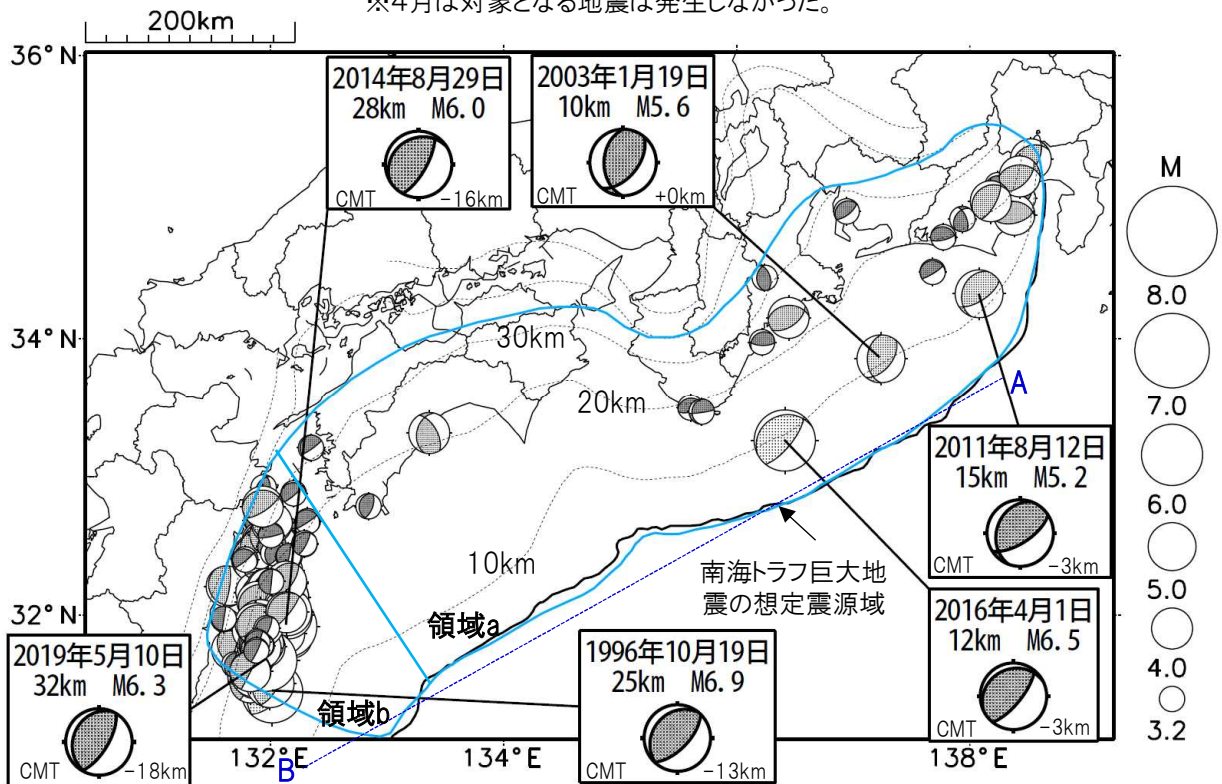 ※4月は対象となる地震は発生しなかった。
200km
36°N
34°N
32°N
132°E
134°E
138°E
2014年8月29日
28km M6.0
CMT -16km
2003年1月19日
10km M5.6
CMT +0km
M
8.0
7.0
6.0
5.0
4.0
3.2
30km
20km
10km
A
B
2011年8月12日
15km M5.2
CMT -3km
南海トラフ巨大地
震の想定震源域
領域a
領域b
2019年5月10日
32km M6.3
CMT -18km
1996年10月19日
25km M6.9
CMT -13km
2016年4月1日
12km M6.5
CMT -3km